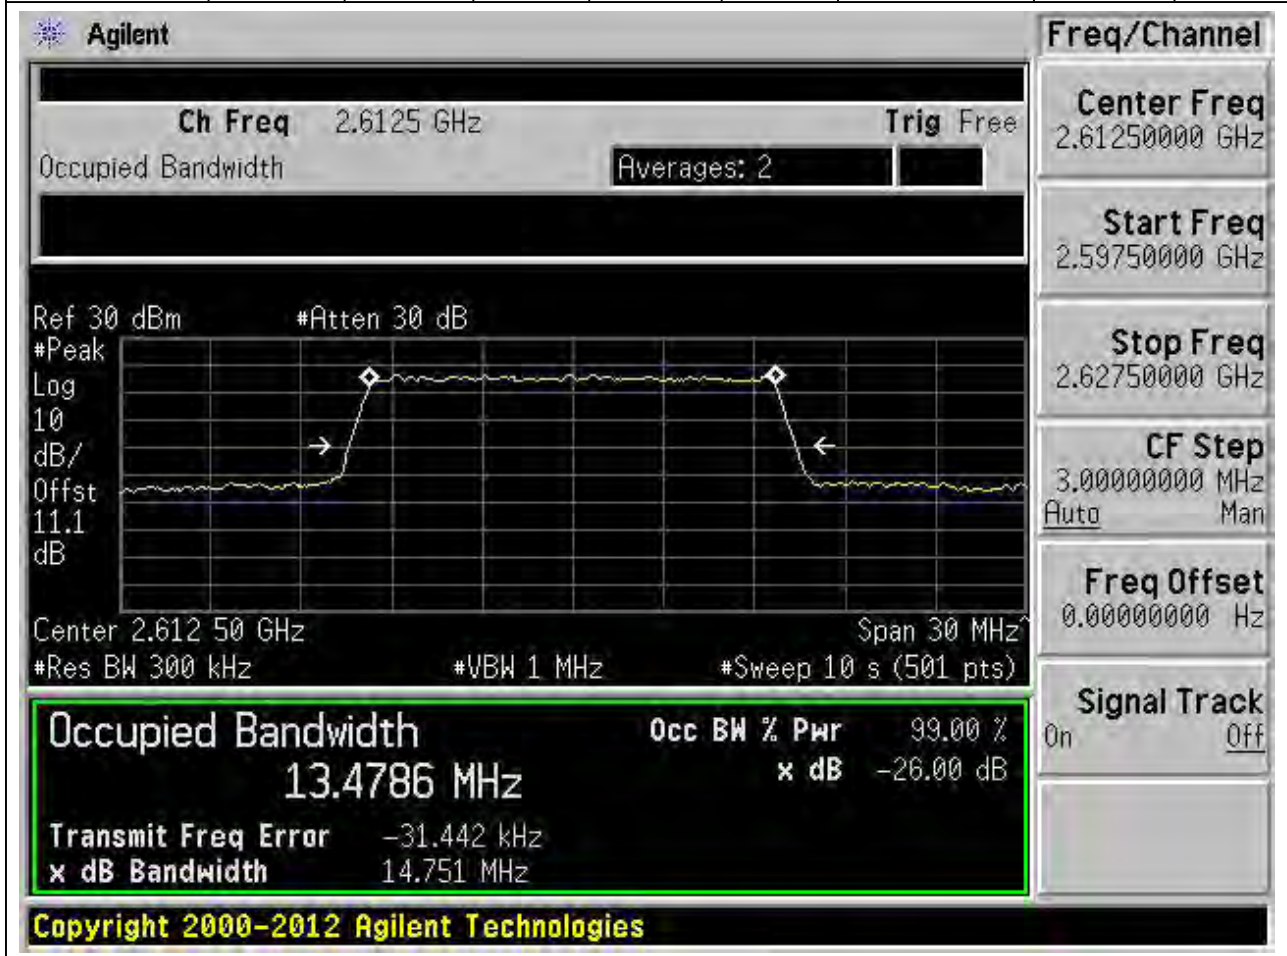 Agilent
Freq/Channel
Ch Freq 2.6125 GHz Trig Free
Occupied Bandwidth Averages: 2
Center Freq
2.61250000 GHz
Start Freq
2.59750000 GHz
Stop Freq
2.62750000 GHz
CF Step
3.00000000 MHz
Auto Man
Freq Offset
0.00000000 Hz
Signal Track
On Off
Ref 30 dBm #Atten 30 dB
#Peak
Log
10
dB/
Offst
11.1
dB
Center 2.612 50 GHz Span 30 MHz^
#Res BW 300 kHz #VBW 1 MHz #Sweep 10 s (501 pts)
Occupied Bandwidth Occ BW % Pwr 99.00 %
13.4786 MHz x dB -26.00 dB
Transmit Freq Error -31.442 kHz
x dB Bandwidth 14.751 MHz
Copyright 2000-2012 Agilent Technologies